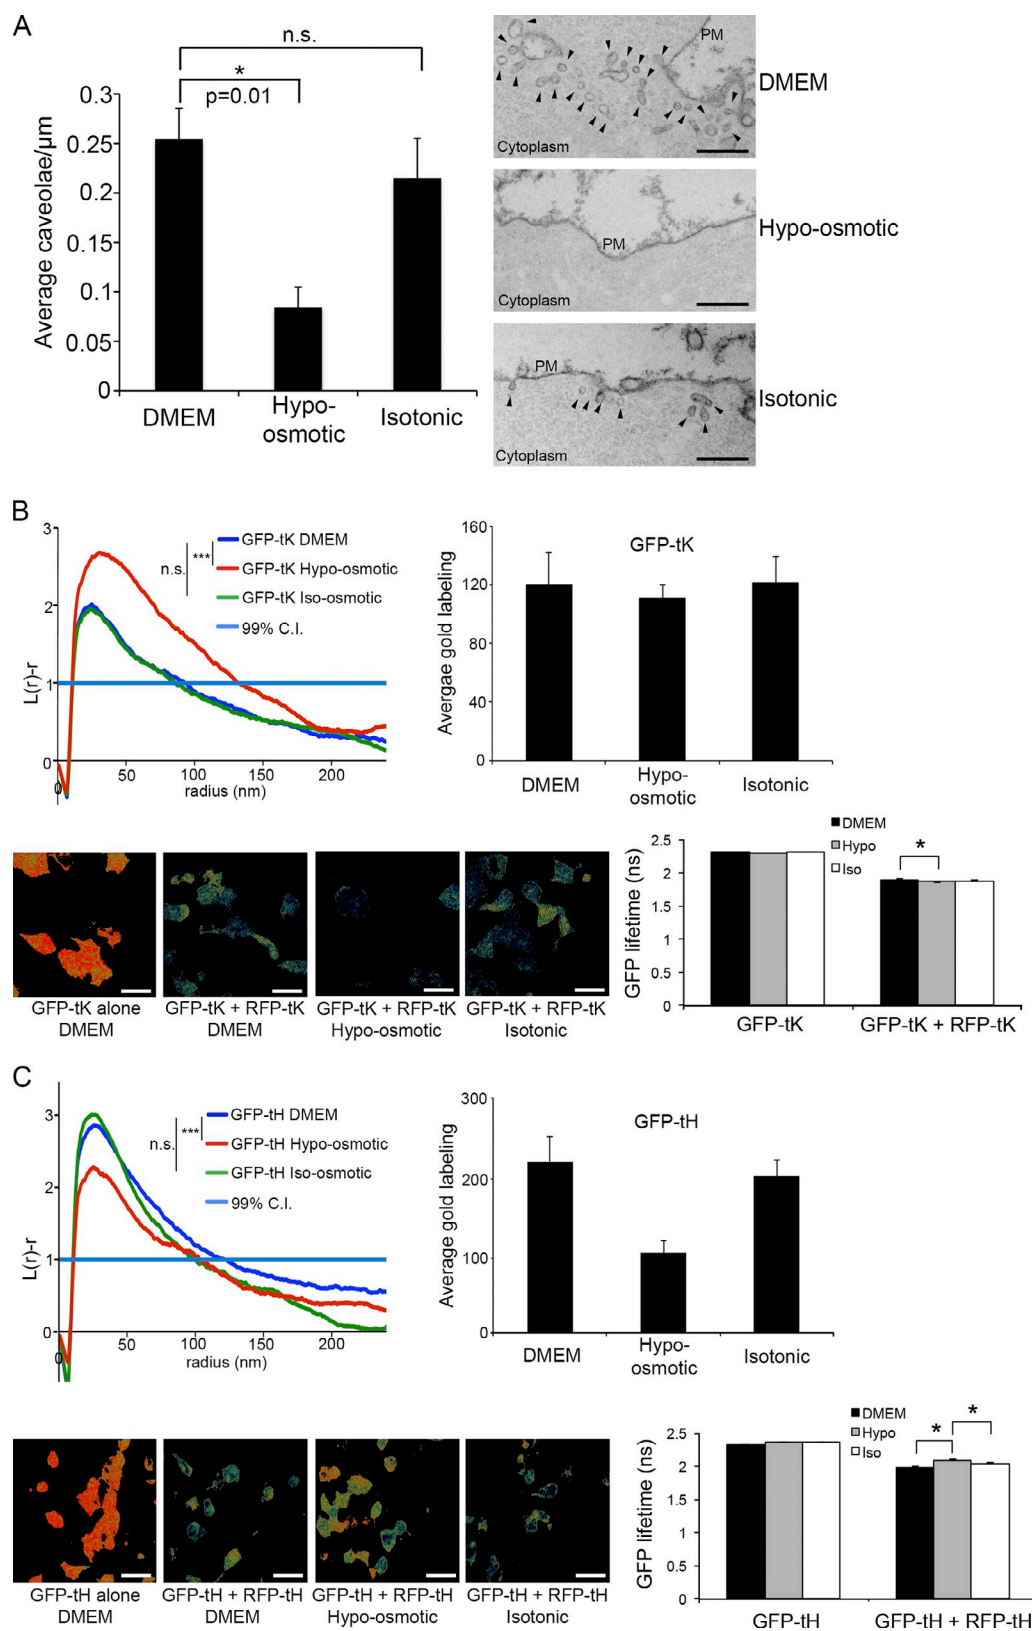 A
n.s.
*
p=0.01
0.3
0.25
0.2
0.15
0.1
0.05
0
Average caveolae/µm
DMEM
Hypo-
osmotic
Isotonic
PM
Cytoplasm
DMEM
PM
Cytoplasm
Hypo-osmotic
PM
Cytoplasm
Isotonic
B
3
2
1
0
L(r)-r
0
50
100
150
200
radius (nm)
n.s.
***
GFP-tK DMEM
GFP-tK Hypo-osmotic
GFP-tK Iso-osmotic
99% C.I.
160
120
80
40
0
Avergae gold labeling
GFP-tK
DMEM
Hypo-
osmotic
Isotonic
GFP-tK alone
DMEM
GFP-tK + RFP-tK
DMEM
GFP-tK + RFP-tK
Hypo-osmotic
GFP-tK + RFP-tK
Isotonic
DMEM
Hypo
Iso
*
2.5
2
1.5
1
0.5
0
GFP lifetime (ns)
GFP-tK
GFP-tK + RFP-tK
C
3
2
1
0
L(r)-r
0
50
100
150
200
radius (nm)
n.s.
***
GFP-tH DMEM
GFP-tH Hypo-osmotic
GFP-tH Iso-osmotic
99% C.I.
300
200
100
0
Average gold labeling
GFP-tH
DMEM
Hypo-
osmotic
Isotonic
GFP-tH alone
DMEM
GFP-tH + RFP-tH
DMEM
GFP-tH + RFP-tH
Hypo-osmotic
GFP-tH + RFP-tH
Isotonic
DMEM
Hypo
Iso
*
*
2.5
2
1.5
1
0.5
0
GFP lifetime (ns)
GFP-tH
GFP-tH + RFP-tH